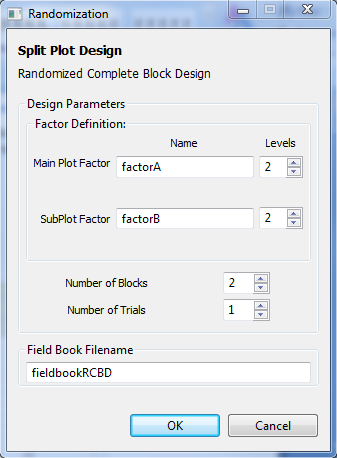 Randomization
Split Plot Design
Randomized Complete Block Design
Design Parameters
Factor Definition:
Name Levels
Main Plot Factor factorA 2
SubPlot Factor factorB 2
Number of Blocks 2
Number of Trials 1
Field Book Filename
fieldbookRCBD
OK Cancel